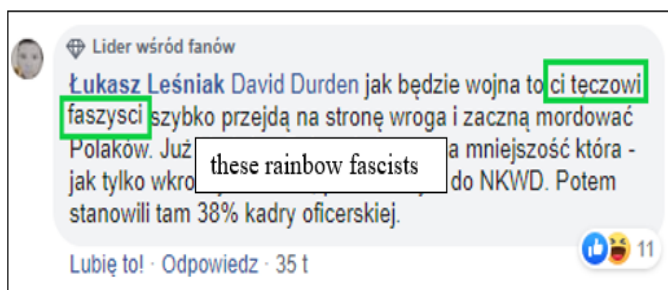 Lider wśród fanów
Łukasz Leśniak David Durden jak będzie wojna to ci tęczowi
faszysci szybko przejdą na stronę wroga i zaczną mordować
Polaków. Już a mniejszość która -
these rainbow fascists
jak tylko do NKWD. Potem
stanowili tam 38% kadry oficerskiej.
11
Lubię to! · Odpowiedz · 35 t